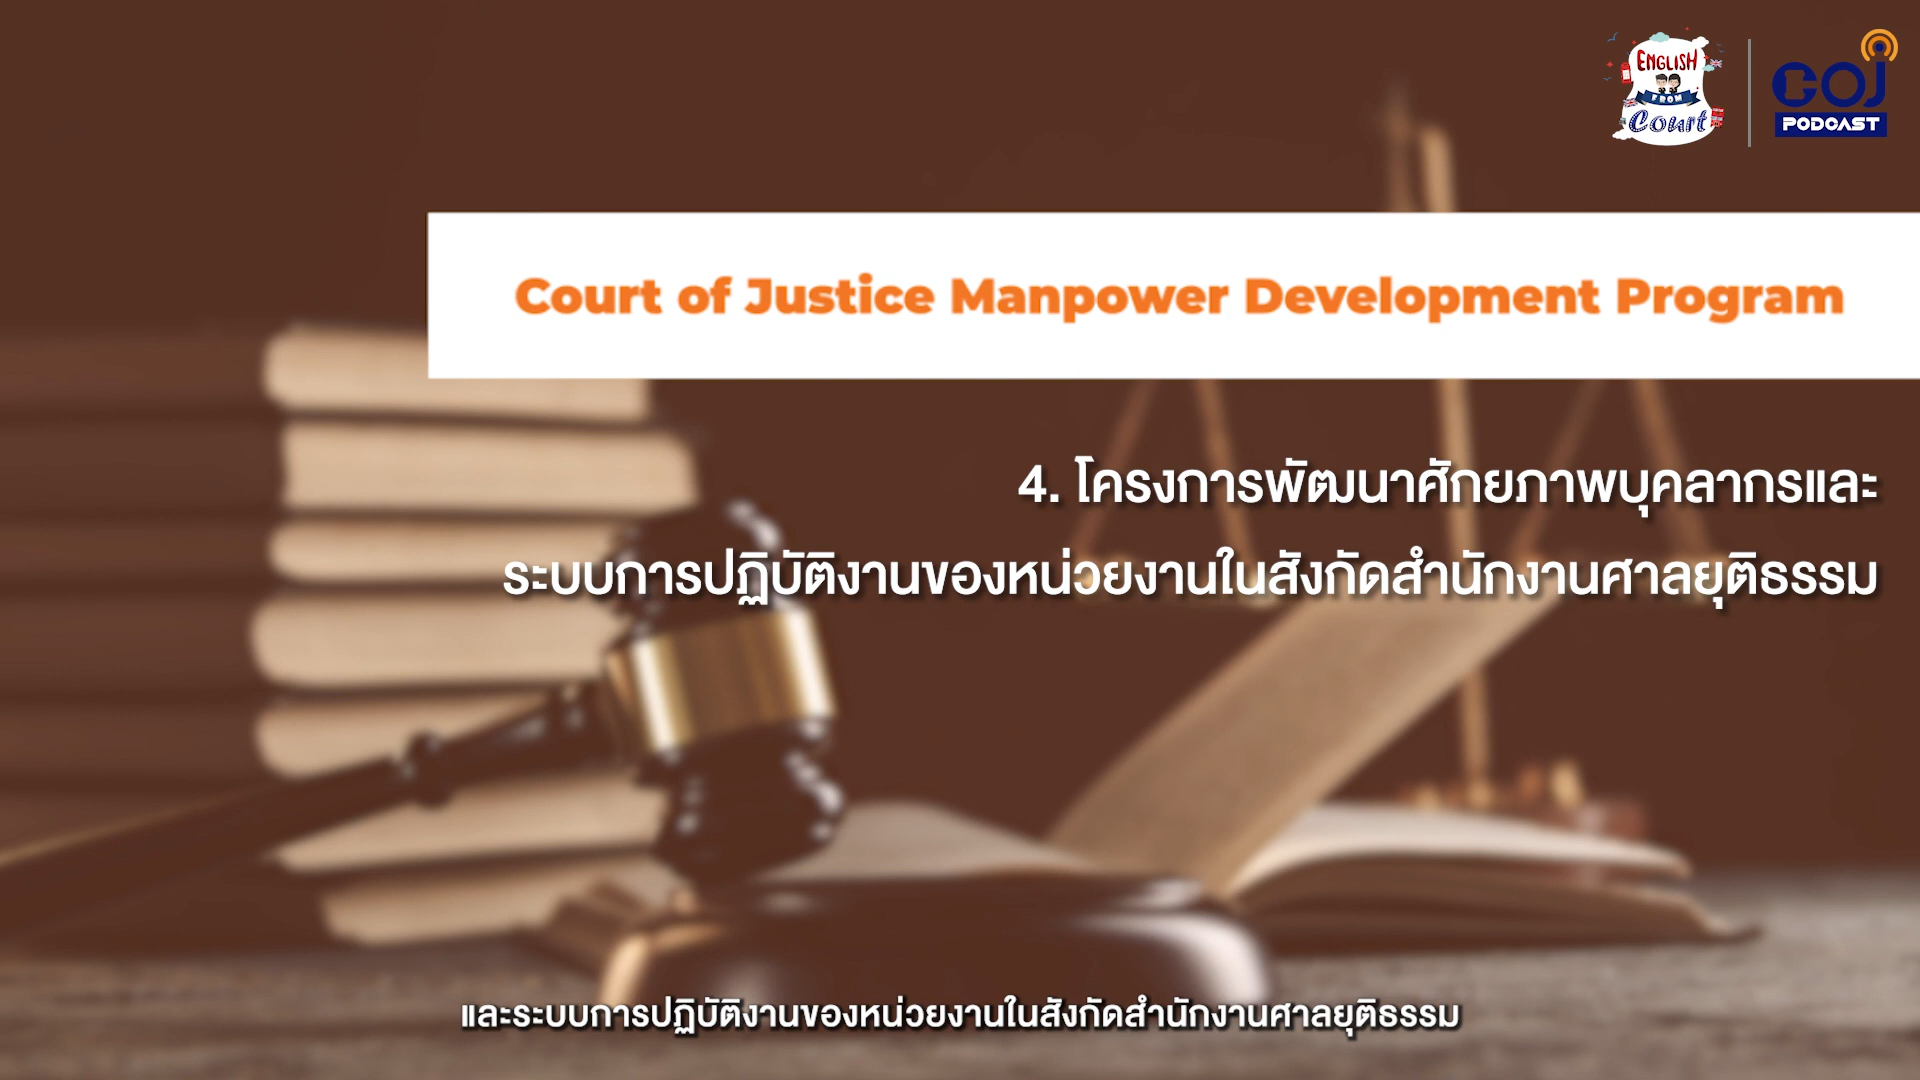 ENGLISH
FROM
Court
COJ
PODCAST
Court of Justice Manpower Development Program
4. โครงการพัฒนาศักยภาพบุคลากรและ
ระบบการปฏิบัติงานของหน่วยงานในสังกัดสำนักงานศาลยุติธรรม
และระบบการปฏิบัติงานของหน่วยงานในสังกัดสำนักงานศาลยุติธรรม